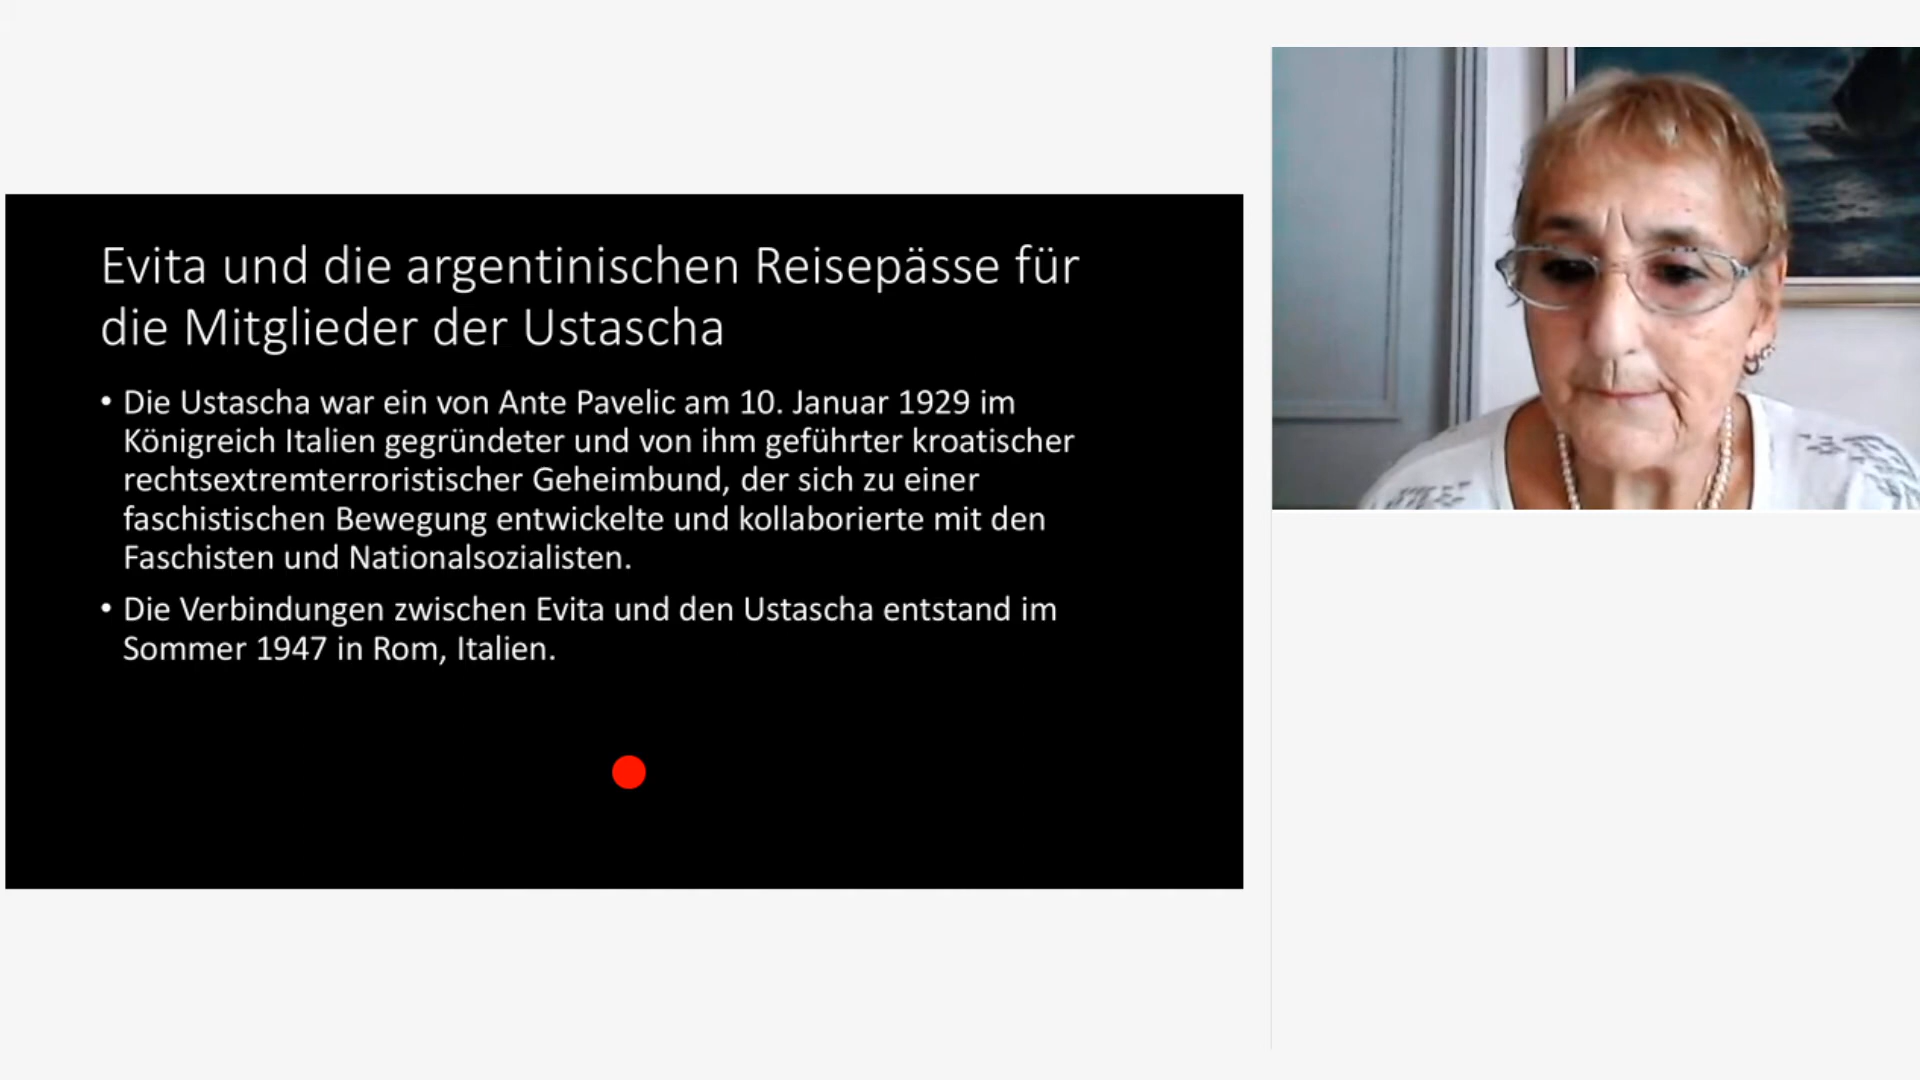 Evita und die argentinischen Reisepässe für
die Mitglieder der Ustascha
• Die Ustascha war ein von Ante Pavelic am 10. Januar 1929 im
Königreich Italien gegründeter und von ihm geführter kroatischer
rechtsextremterroristischer Geheimbund, der sich zu einer
faschistischen Bewegung entwickelte und kollaborierte mit den
Faschisten und Nationalsozialisten.
• Die Verbindungen zwischen Evita und den Ustascha entstand im
Sommer 1947 in Rom, Italien.